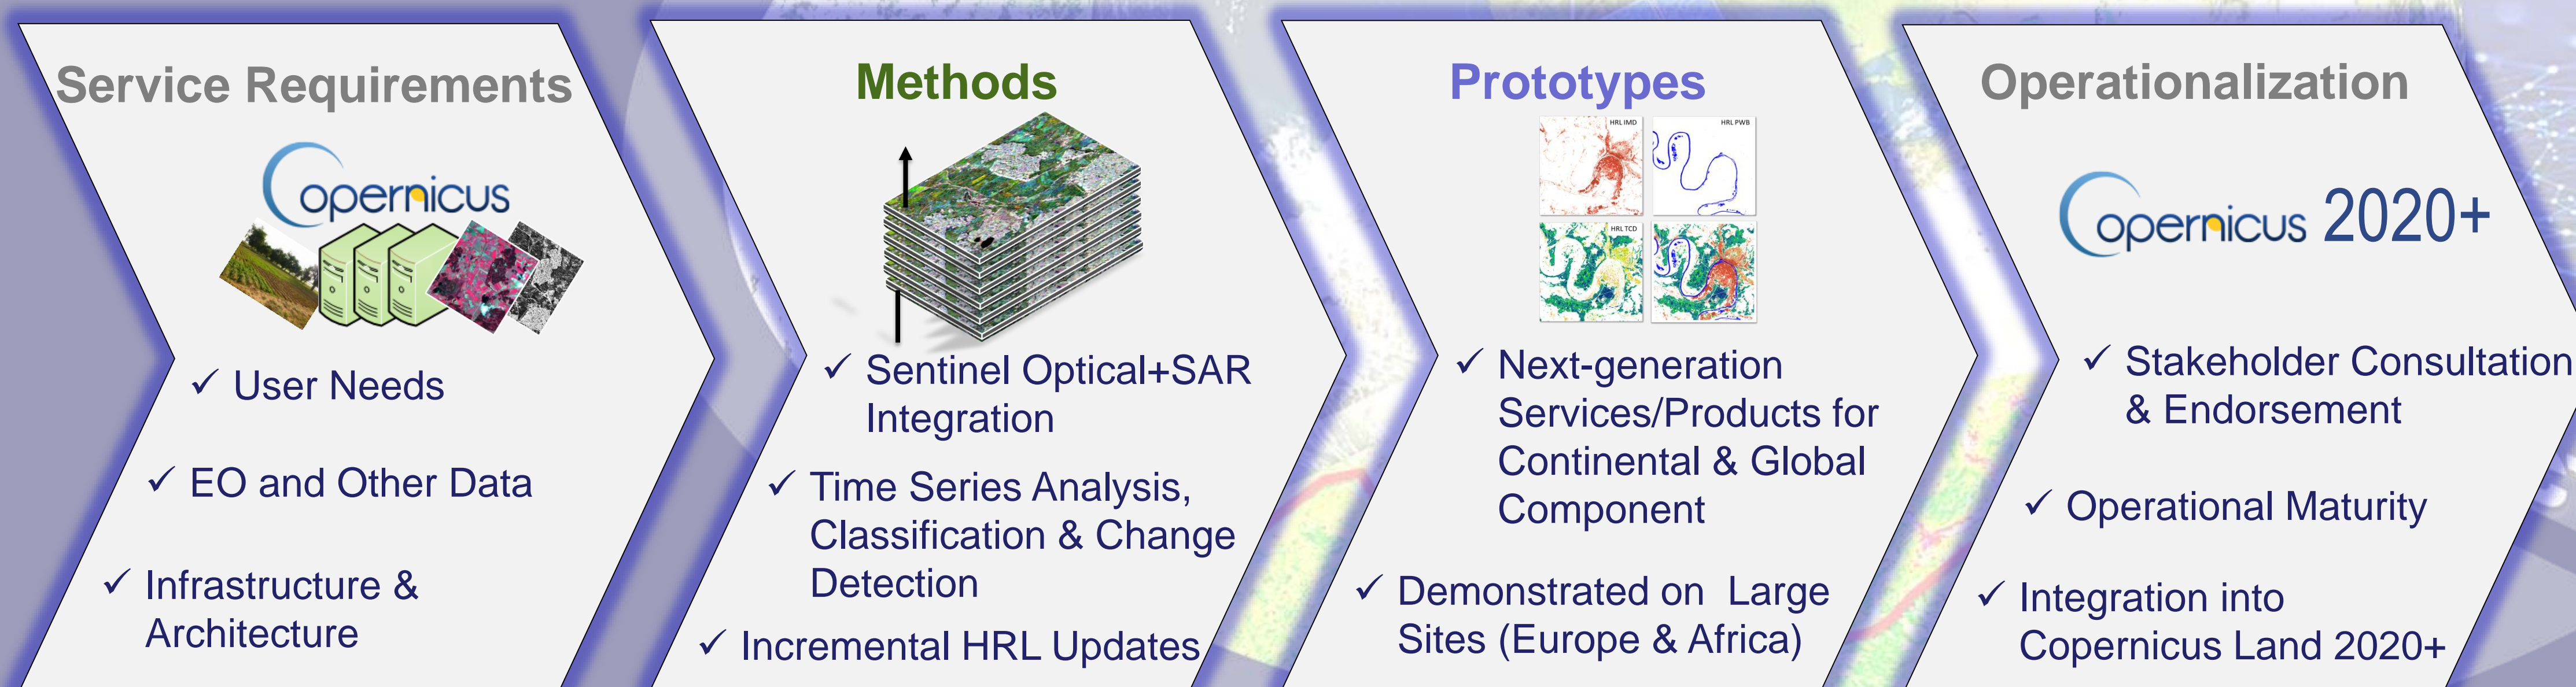 Service Requirements
Copernicus
✓ User Needs
✓ EO and Other Data
✓ Infrastructure &
Architecture
Methods
✓ Sentinel Optical+SAR
Integration
✓ Time Series Analysis,
Classification & Change
Detection
✓ Incremental HRL Updates
Prototypes
HRL IMD
HRL PWB
HRL TCD
✓ Next-generation
Services/Products for
Continental & Global
Component
✓ Demonstrated on Large
Sites (Europe & Africa)
Operationalization
Copernicus 2020+
✓ Stakeholder Consultation
& Endorsement
✓ Operational Maturity
✓ Integration into
Copernicus Land 2020+